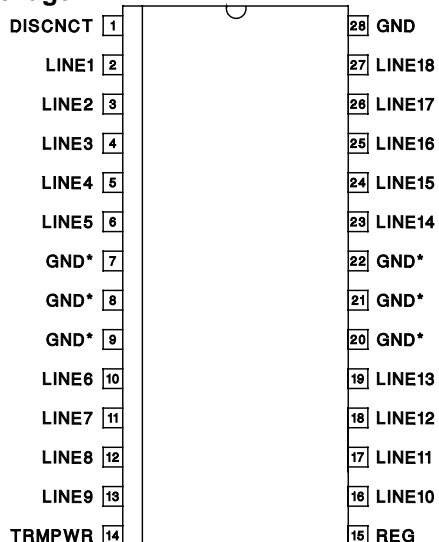 DISCNCT 1 28 GND
LINE1 2 27 LINE18
LINE2 3 26 LINE17
LINE3 4 25 LINE16
LINE4 5 24 LINE15
LINE5 6 23 LINE14
GND* 7 22 GND*
GND* 8 21 GND*
GND* 9 20 GND*
LINE6 10 19 LINE13
LINE7 11 18 LINE12
LINE8 12 17 LINE11
LINE9 13 16 LINE10
TRMPWR 14 15 REG